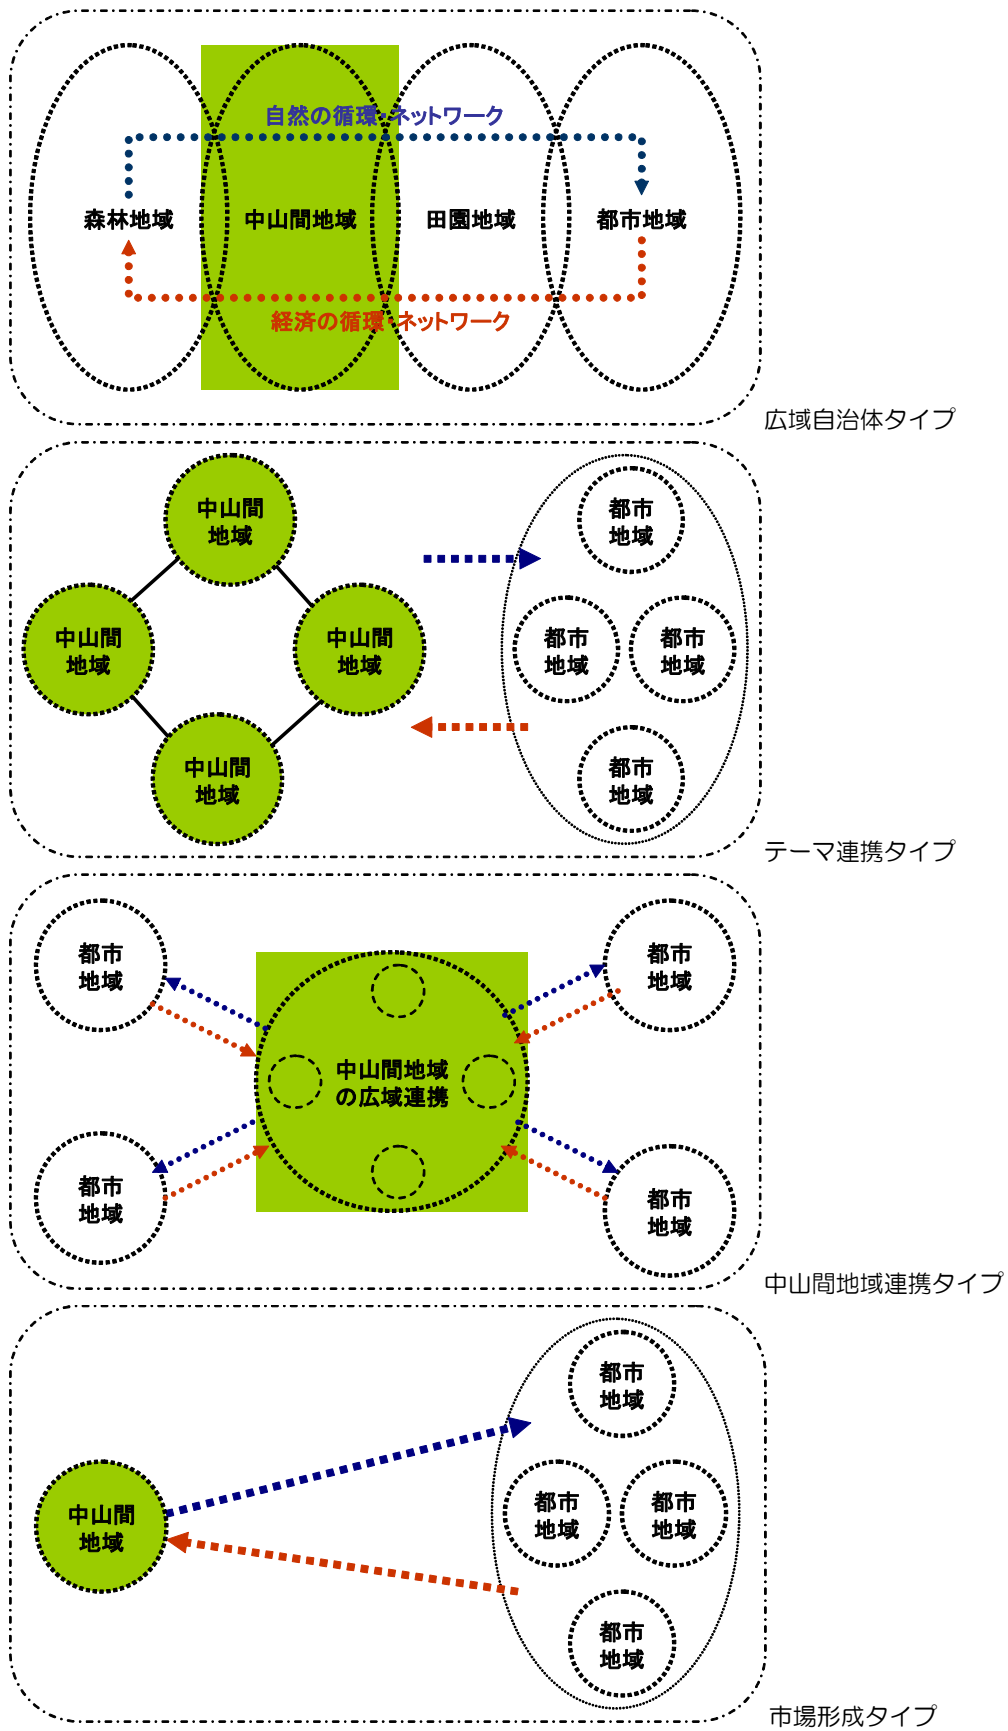 自然の循環・ネットワーク
森林地域
中山間地域
田園地域
都市地域
経済の循環・ネットワーク
広域自治体タイプ
中山間
地域
中山間
地域
中山間
地域
中山間
地域
都市
地域
都市
地域
都市
地域
都市
地域
テーマ連携タイプ
都市
地域
都市
地域
中山間地域
の広域連携
都市
地域
都市
地域
中山間地域連携タイプ
中山間
地域
都市
地域
都市
地域
都市
地域
都市
地域
市場形成タイプ